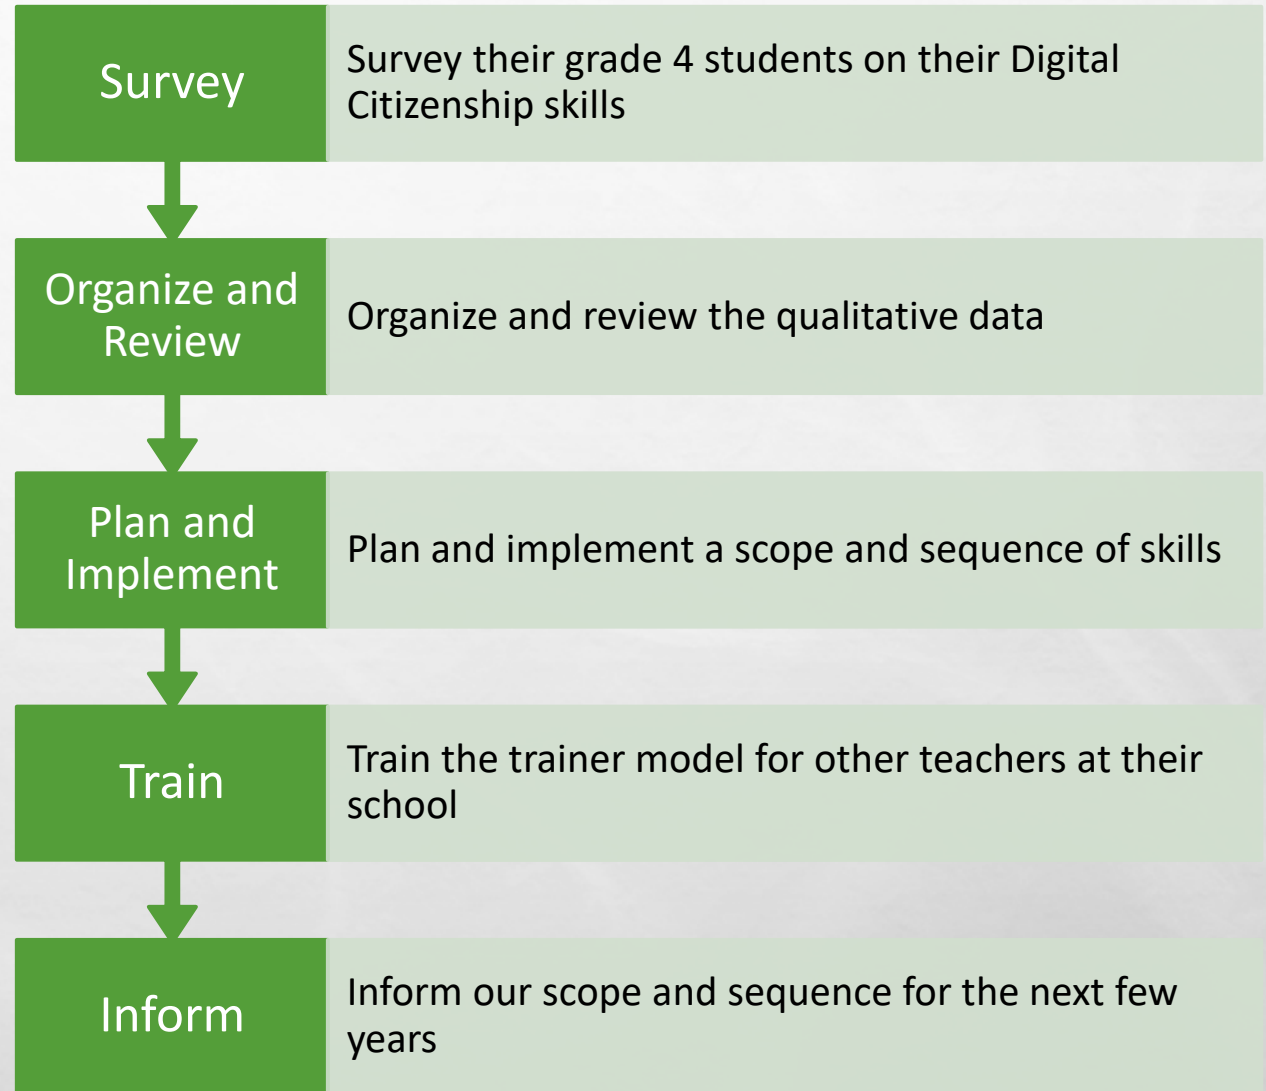 Survey
Survey their grade 4 students on their Digital
Citizenship skills
Organize and
Review
Organize and review the qualitative data
Plan and
Implement
Plan and implement a scope and sequence of skills
Train
Train the trainer model for other teachers at their
school
Inform
Inform our scope and sequence for the next few
years